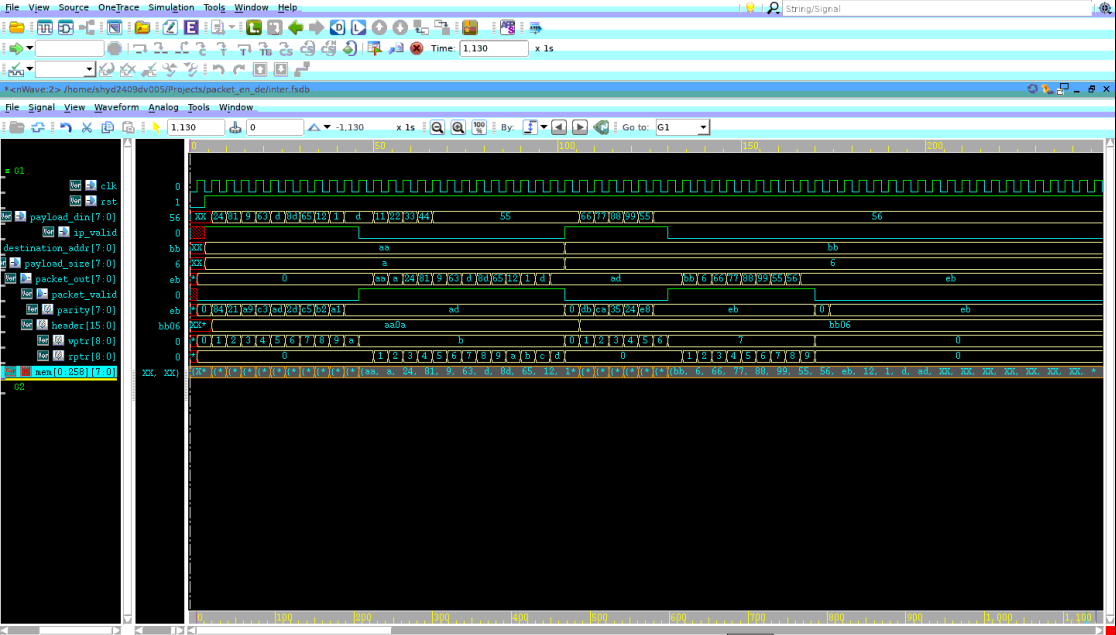 File View Source OneTrace Simulation Tools Window Help
String/Signal
Time: 1,130 x 1s
*<nWave:2> /home/shyd2409dv005/Projects/packet_en_de/inter.fsdb
File Signal View Waveform Analog Tools Window
1,130 0 -1,130 x 1s 100 % By: Go to: G1
0 50 100 150 200
G1
clk 0
rst 1
payload_din[7:0] 56 XX 24 81 9 63 d 8d 65 12 1 d 11 22 33 44 55 66 77 88 99 55 56
ip_valid 0
destination_addr[7:0] bb XX aa bb
payload_size[7:0] 6 XX a 6
packet_out[7:0] eb * 0 aa a 24 81 9 63 d 8d 65 12 1 d ad bb 6 66 77 88 99 55 56 eb
packet_valid 0
parity[7:0] eb * 0 84 21 a9 c3 ad 2d c5 b2 a1 ad 0 db ca 35 24 e8 eb 0 eb
header[15:0] bb06 XX* aa0a bb06
wptr[8:0] 0 * 0 1 2 3 4 5 6 7 8 9 a b 0 1 2 3 4 5 6 7 0
rptr[8:0] 0 * 0 1 2 3 4 5 6 7 8 9 a b c d 0 1 2 3 4 5 6 7 8 9 0
mem[0:258][7:0] XX, XX) (X* (* (* (* (* (* (* (* (* (* (* (aa, a, 24, 81, 9, 63, d, 8d, 65, 12, 1* (* (* (* (* (* (* (bb, 6, 66, 77, 88, 99, 55, 56, eb, 12, 1, d, ad, XX, XX, XX, XX, XX, XX, XX, *
G2
0 100 200 300 400 500 600 700 800 900 1,000 1,100